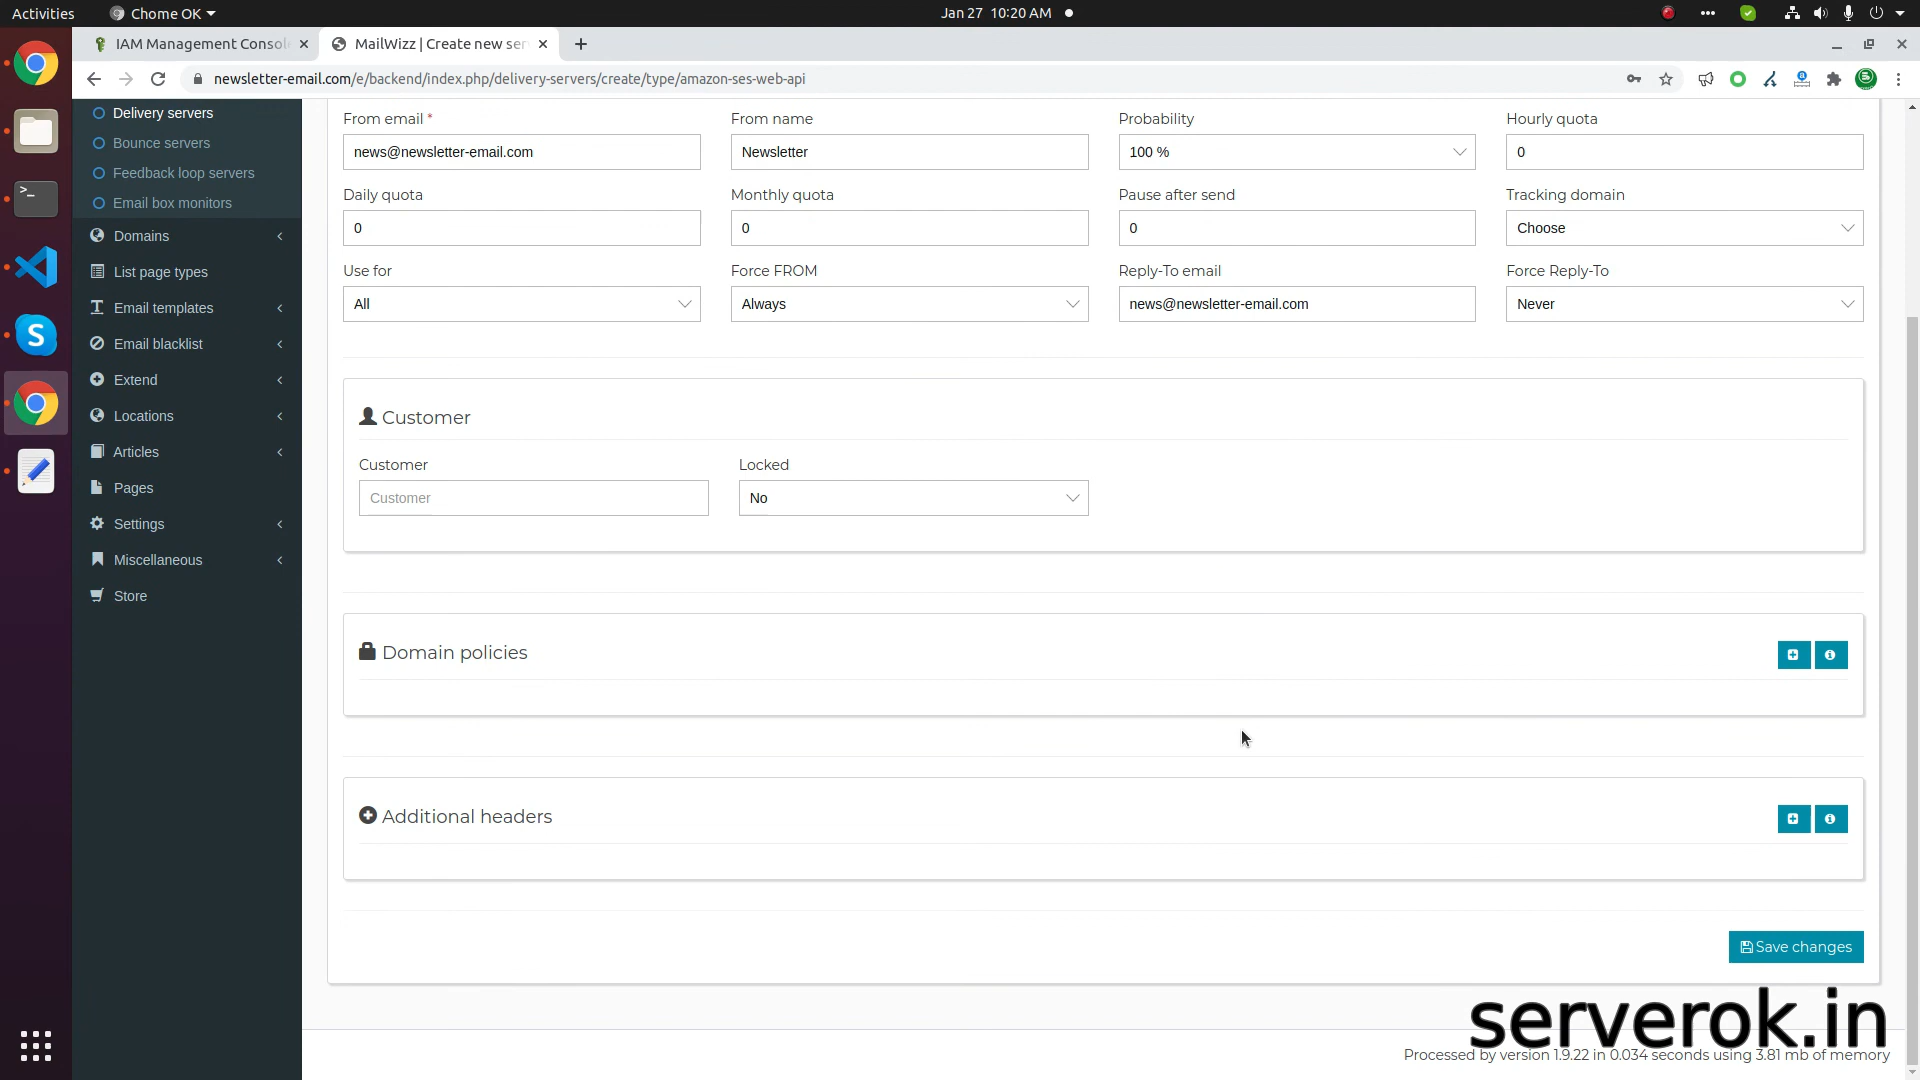 Activities
Chome OK
Jan 27 10:20 AM
IAM Management Consol
MailWizz | Create new ser
newsletter-email.com/e/backend/index.php/delivery-servers/create/type/amazon-ses-web-api
Delivery servers
Bounce servers
Feedback loop servers
Email box monitors
Domains
List page types
Email templates
Email blacklist
Extend
Locations
Articles
Pages
Settings
Miscellaneous
Store
From email *
From name
Probability
Hourly quota
news@newsletter-email.com
Newsletter
100 %
0
Daily quota
Monthly quota
Pause after send
Tracking domain
0
0
0
Choose
Use for
Force FROM
Reply-To email
Force Reply-To
All
Always
news@newsletter-email.com
Never
Customer
Customer
Locked
Customer
No
Domain policies
Additional headers
Save changes
serverok.in
Processed by version 1.9.22 in 0.034 seconds using 3.81 mb of memory